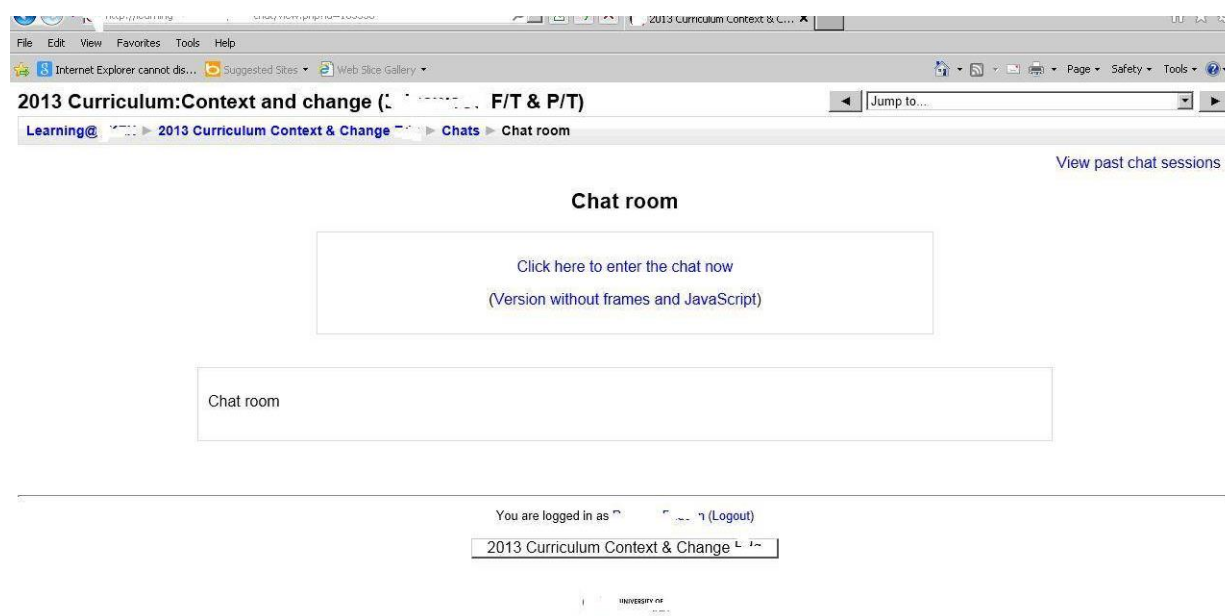 2013 Curriculum Context & C...
File Edit View Favorites Tools Help
Internet Explorer cannot dis... Suggested Sites Web Slice Gallery Page Safety Tools
2013 Curriculum:Context and change ( F/T & P/T) Jump to...
Learning@ 2013 Curriculum Context & Change Chats Chat room
View past chat sessions
Chat room
Click here to enter the chat now
(Version without frames and JavaScript)
Chat room
You are logged in as (Logout)
2013 Curriculum Context & Change
UNIVERSITY OF